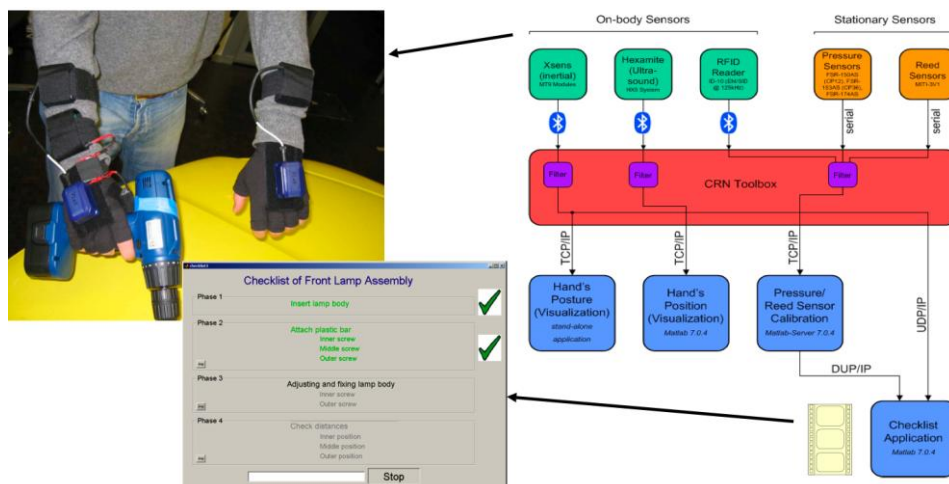 On-body Sensors
Stationary Sensors
Xsens
(inertial)
MT9 Modules
Hexamite
(Ultra-
sound)
HX5 System
RFID
Reader
ID-10 (EM-ISO
@ 125kHz)
Pressure
Sensors
FSR-150AS
(CP12), FSR-
153AS (CP36),
FSR-174AS
Reed
Sensors
MITI-3V1
serial
serial
Filter
Filter
Filter
CRN Toolbox
TCP/IP
TCP/IP
TCP/IP
UDP/IP
Hand's
Posture
(Visualization)
stand-alone
application
Hand's
Position
(Visualization)
Matlab 7.0.4
Pressure/
Reed Sensor
Calibration
Matlab-Server 7.0.4
DUP/IP
Checklist
Application
Matlab 7.0.4
Checklist of Front Lamp Assembly
Phase 1
Insert lamp body
Phase 2
Attach plastic bar
Inner screw
Middle screw
Outer screw
Phase 3
Adjusting and fixing lamp body
Inner screw
Outer screw
Phase 4
Check distances
Inner position
Middle position
Outer position
Stop